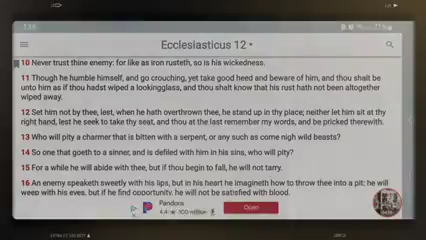 Ecclesiasticus 12
10 Never trust thine enemy: for like as iron rusteth, so is his wickedness.
11 Though he humble himself, and go crouching, yet take good heed and beware of him, and thou shalt be
unto him as if thou hadst wiped a lookingglass, and thou shalt know that his rust hath not been altogether
wiped away.
12 Set him not by thee, lest, when he hath overthrown thee, he stand up in thy place; neither let him sit at thy
right hand, lest he seek to take thy seat, and thou at the last remember my words, and be pricked therewith.
13 Who will pity a charmer that is bitten with a serpent, or any such as come nigh wild beasts?
14 So one that goeth to a sinner, and is defiled with him in his sins, who will pity?
15 For a while he will abide with thee, but if thou begin to fall, he will not tarry.
16 An enemy speaketh sweetly with his lips, but in his heart he imagineth how to throw thee into a pit: he will
weep with his eyes, but if he find opportunity, he will not be satisfied with blood.
Pandora
4.4★ 100 million+
Open